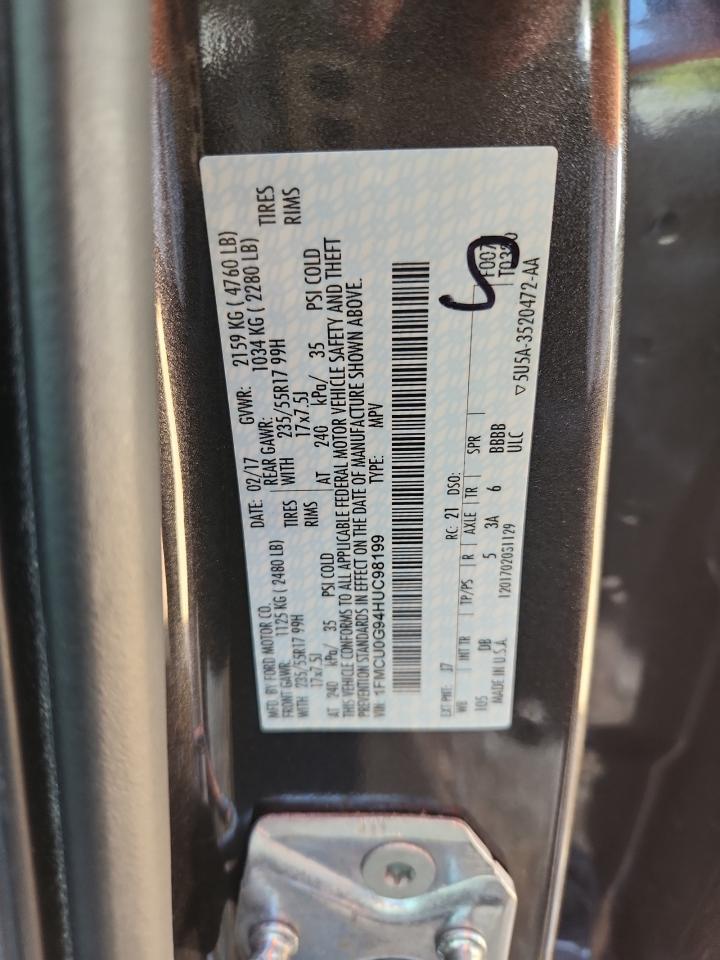 MFD. BY FORD MOTOR CO. DATE: 02/17 GVWR: 2159 KG ( 4760 LB)
FRONT GAWR: 1125 KG ( 2480 LB) REAR GAWR: 1034 KG ( 2280 LB)
WITH 235/55R17 99H TIRES WITH 235/55R17 99H TIRES
17x7.5J RIMS 17x7.5J RIMS
AT 240 kPa/ 35 PSI COLD AT 240 kPa/ 35 PSI COLD
THIS VEHICLE CONFORMS TO ALL APPLICABLE FEDERAL MOTOR VEHICLE SAFETY AND THEFT
PREVENTION STANDARDS IN EFFECT ON THE DATE OF MANUFACTURE SHOWN ABOVE.
VIN: 1FMCU0G94HUC98199 TYPE: MPV
EXT PNT: J7 RC: 21 DSO: F007
WB INT TR TP/PS R AXLE TR SPR
105 DB 5 3A 6 BBBB
MADE IN U.S.A. 1201702051129 ULC
▽5U5A-3520472-AA